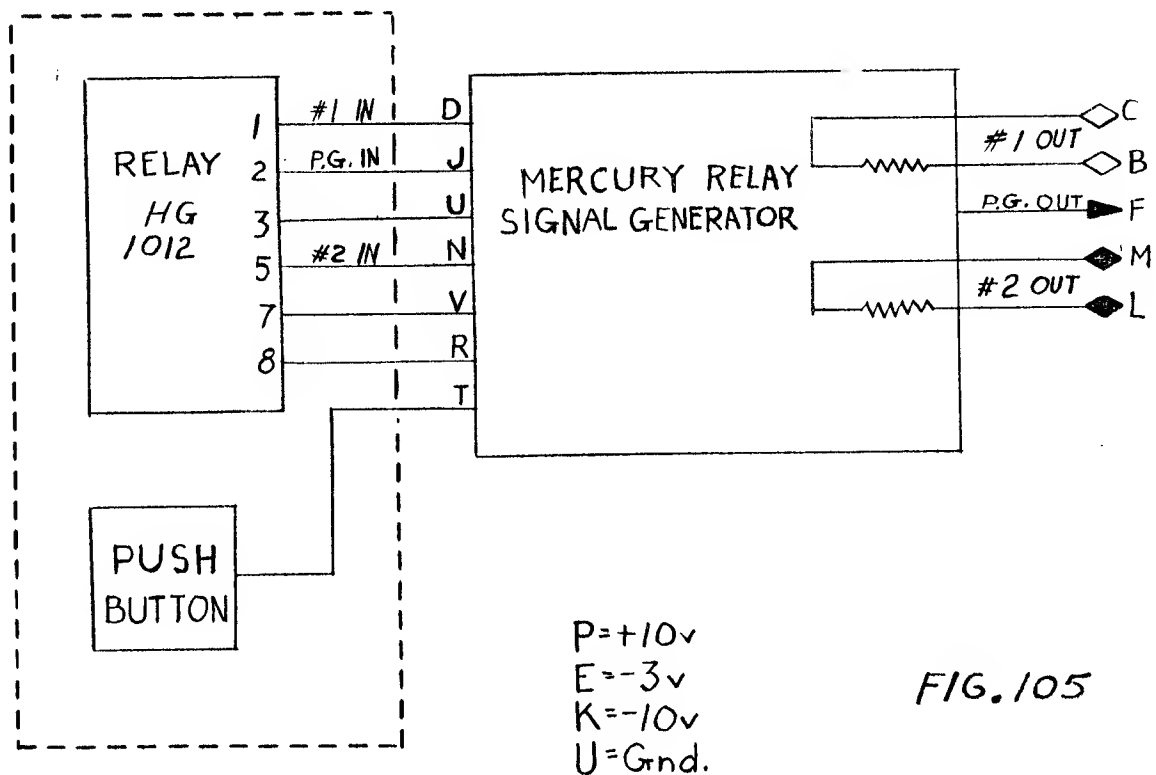 RELAY
HG
1012
1
2
3
5
7
8
#1 IN
P.G. IN
#2 IN
D
J
U
N
V
R
T
MERCURY RELAY
SIGNAL GENERATOR
#1 OUT
P.G. OUT
#2 OUT
C
B
F
M
L
PUSH
BUTTON
P=+10v
E=-3v
K=-10v
U=Gnd.
FIG. 105